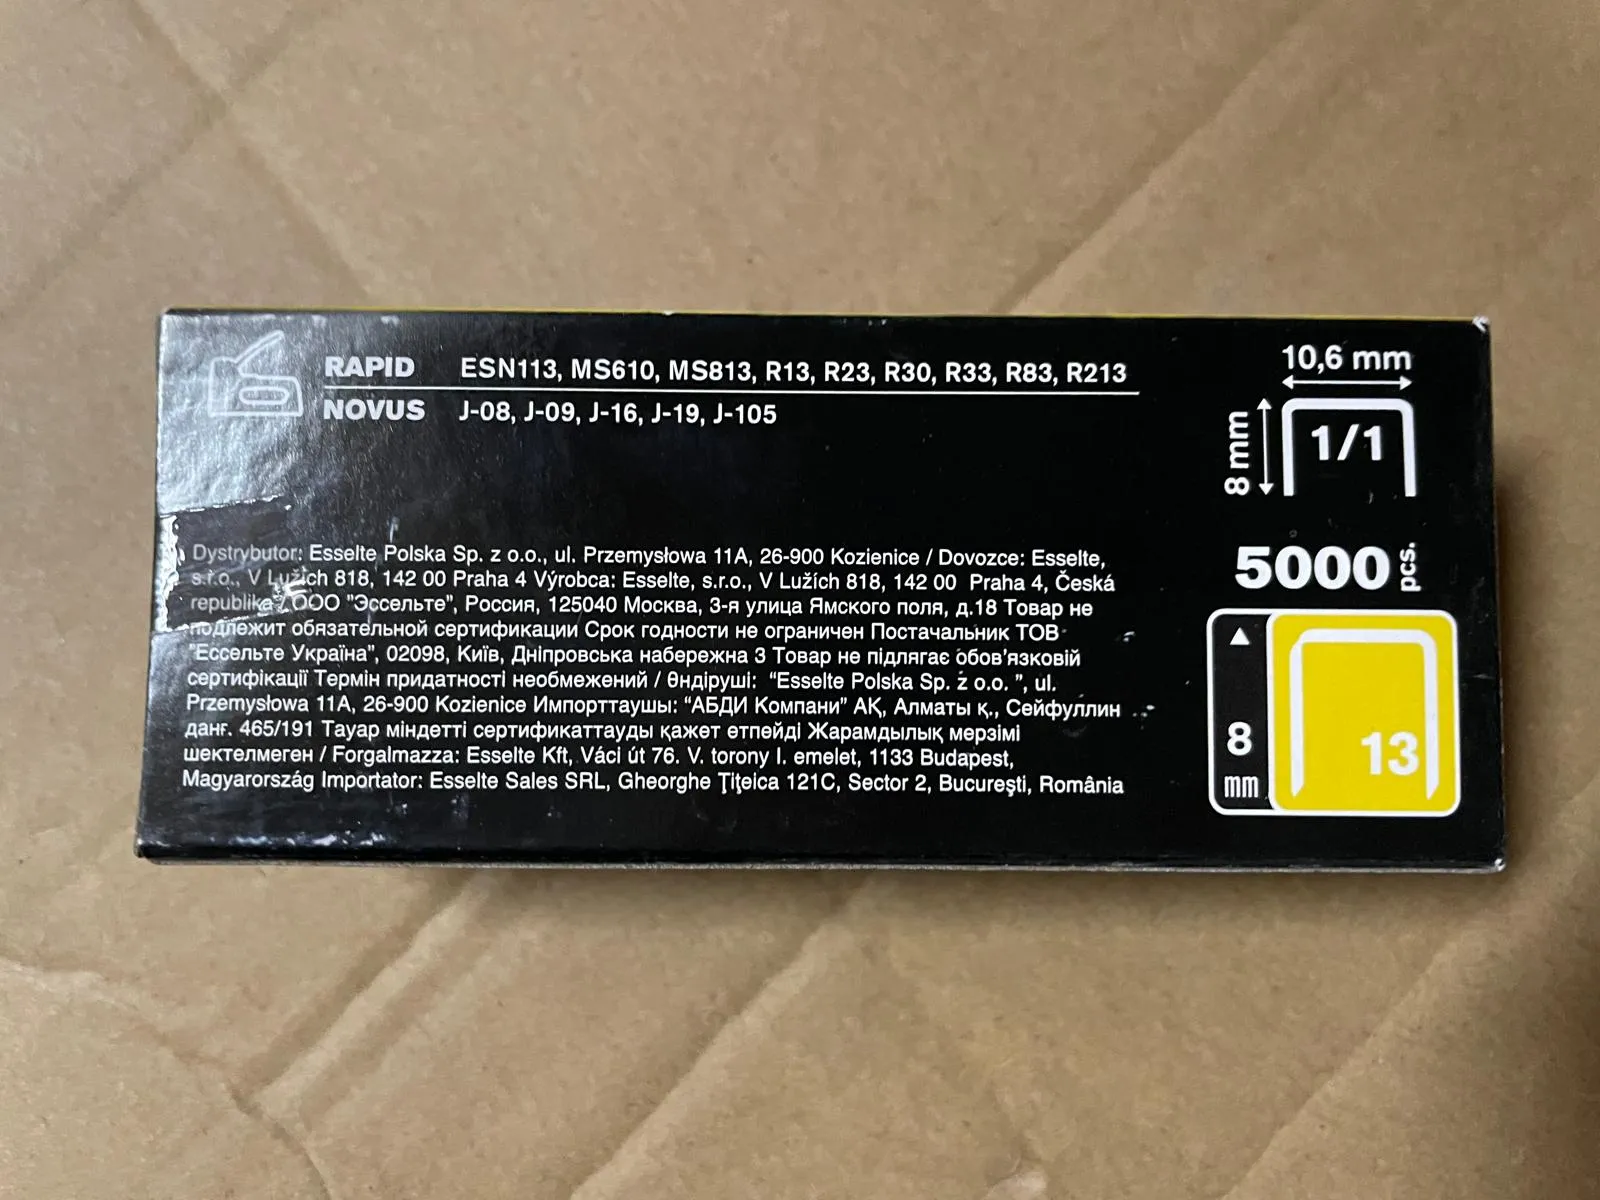 RAPID ESN113, MS610, MS813, R13, R23, R30, R33, R83, R213
NOVUS J-08, J-09, J-16, J-19, J-105
10,6 mm
8 mm
1/1
5000 pcs.
Dystrybutor: Esselte Polska Sp. z o.o., ul. Przemysłowa 11A, 26-900 Kozienice / Dovozce: Esselte,
s.r.o., V Lužích 818, 142 00 Praha 4 Výrobca: Esselte, s.r.o., V Lužích 818, 142 00 Praha 4, Česká
republika / ООО "Эссельте", Россия, 125040 Москва, 3-я улица Ямского поля, д.18 Товар не
подлежит обязательной сертификации Срок годности не ограничен Постачальник ТОВ
"Ессельте Україна", 02098, Київ, Дніпровська набережна 3 Товар не підлягає обов'язковій
сертифікації Термін придатності необмежений / Өндіруші: “Esselte Polska Sp. z o.o. ”, ul.
Przemysłowa 11A, 26-900 Kozienice Импорттаушы: “АБДИ Компани” АҚ, Алматы қ., Сейфуллин
данғ. 465/191 Тауар міндетті сертификаттауды қажет етпейді Жарамдылық мерзімі
шектелмеген / Forgalmazza: Esselte Kft, Váci út 76. V. torony I. emelet, 1133 Budapest,
Magyarország Importator: Esselte Sales SRL, Gheorghe Ţiţeica 121C, Sector 2, Bucureşti, România
8
mm
13